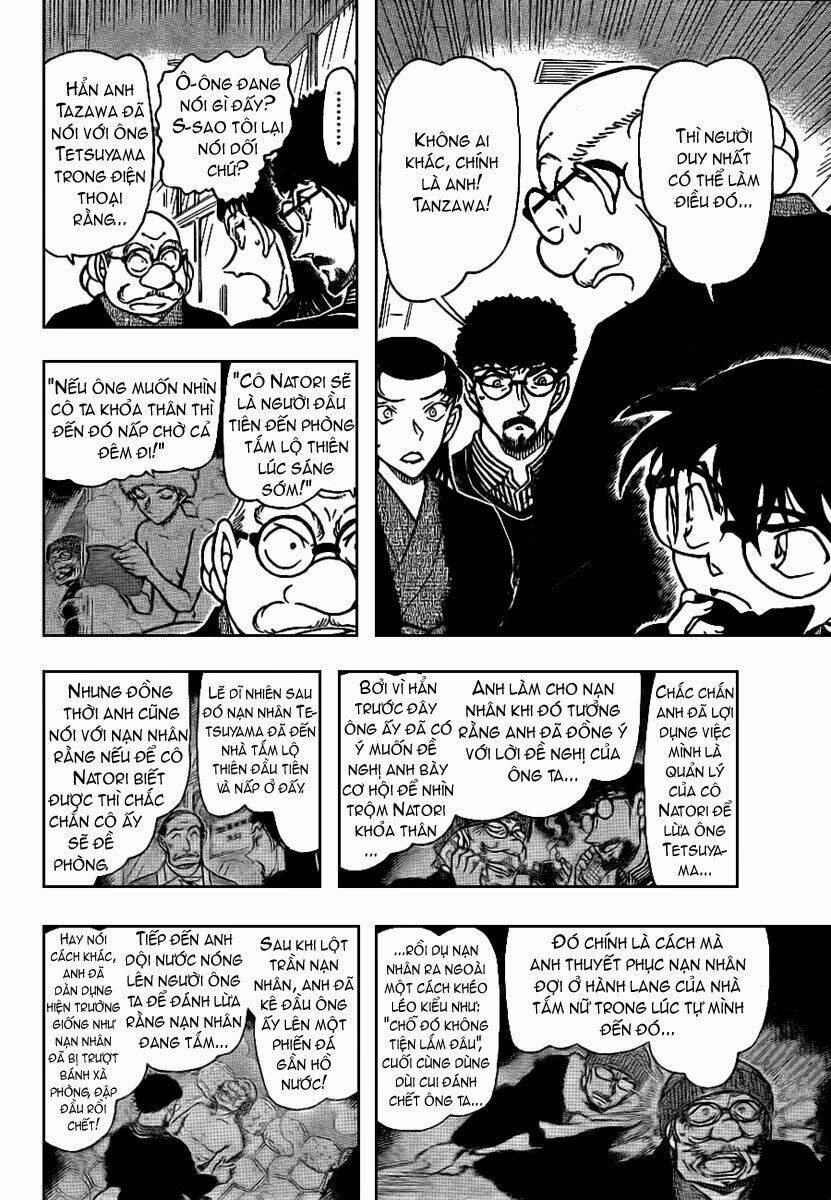 Thì người
duy nhất
có thể làm
điều đó...
Không ai
khác, chính
là anh!
Tanzawa!
.......
Ô-ông đang
nói gì đấy?
S-sao tôi lại
nói dối
chứ?
Hẳn anh
Tazawa đã
nói với ông
Tetsuyama
trong điện
thoại
rằng...
"Cô Natori sẽ
là người đầu
tiên đến phòng
tắm lộ thiên
lúc sáng
sớm!"
"Nếu ông muốn nhìn
cô ta khỏa thân thì
đến đó nấp chờ cả
đêm đi!"
Chắc chắn
anh đã lợi
dụng việc
mình là
quản lý
của cô
Natori để
lừa ông
Tetsuya-
ma...
Anh làm cho nạn
nhân khi đó tưởng
rằng anh đã đồng ý
với lời đề nghị của
ông ta...
Bởi vì hắn
trước đây
ông ấy đã có
ý muốn đề
nghị anh bày
cơ hội để nhìn
trộm Natori
khỏa thân
...
Lẽ dĩ nhiên sau
đó nạn nhân Te-
tsuyama đã đến
nhà tắm lộ
thiên đầu tiên
và nấp ở đấy.
Nhưng đồng
thời anh cũng
nói với nạn nhân
rằng nếu để cô
Natori biết
được thì chắc
chắn cô ấy
sẽ đề
phòng.
Đó chính là cách mà
anh thuyết phục nạn nhân
đợi ở hành lang của nhà
tắm nữ trong lúc tự mình
đến đó...
...rồi dụ nạn
nhân ra ngoài
một cách khéo
léo kiểu như:
"Chỗ đó không
tiện lắm đâu",
cuối cùng dùng
dùi cui đánh
chết ông ta...
Sau khi lột
trần nạn
nhân, anh đã
kê đầu ông
ấy lên một
phiến đá
gần hồ
nước!
Tiếp đến anh
dội nước nóng
lên người ông
ta để đánh lừa
rằng nạn nhân
đang tắm...
Hay nói
cách khác,
anh đã
dàn dựng
hiện trường
giống như
nạn nhân
đã bị trượt
bánh xà
phòng, đập
đầu rồi
chết!